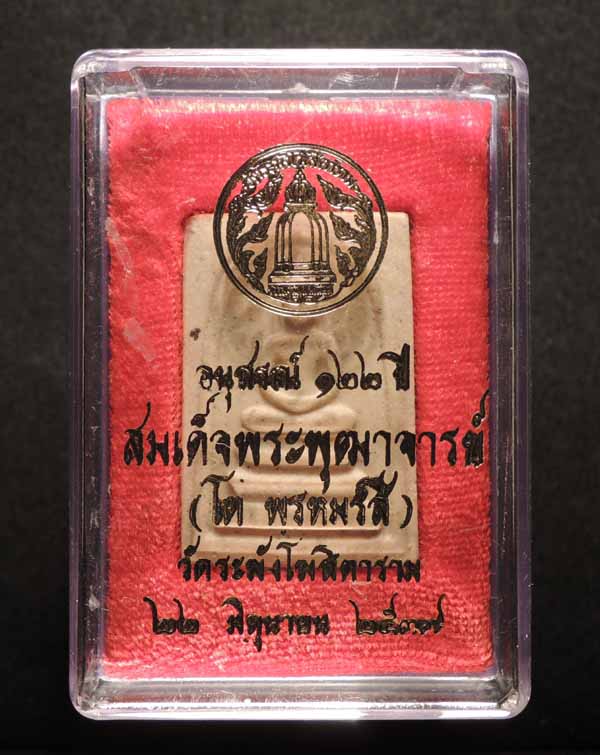 อนุสรณ์ ๑๒๒ ปี
สมเด็จพระพุฒาจารย์
(โต พรหมรังสี)
วัดระฆังโฆสิตาราม
๒๒ มิถุนายน ๒๕๓๗